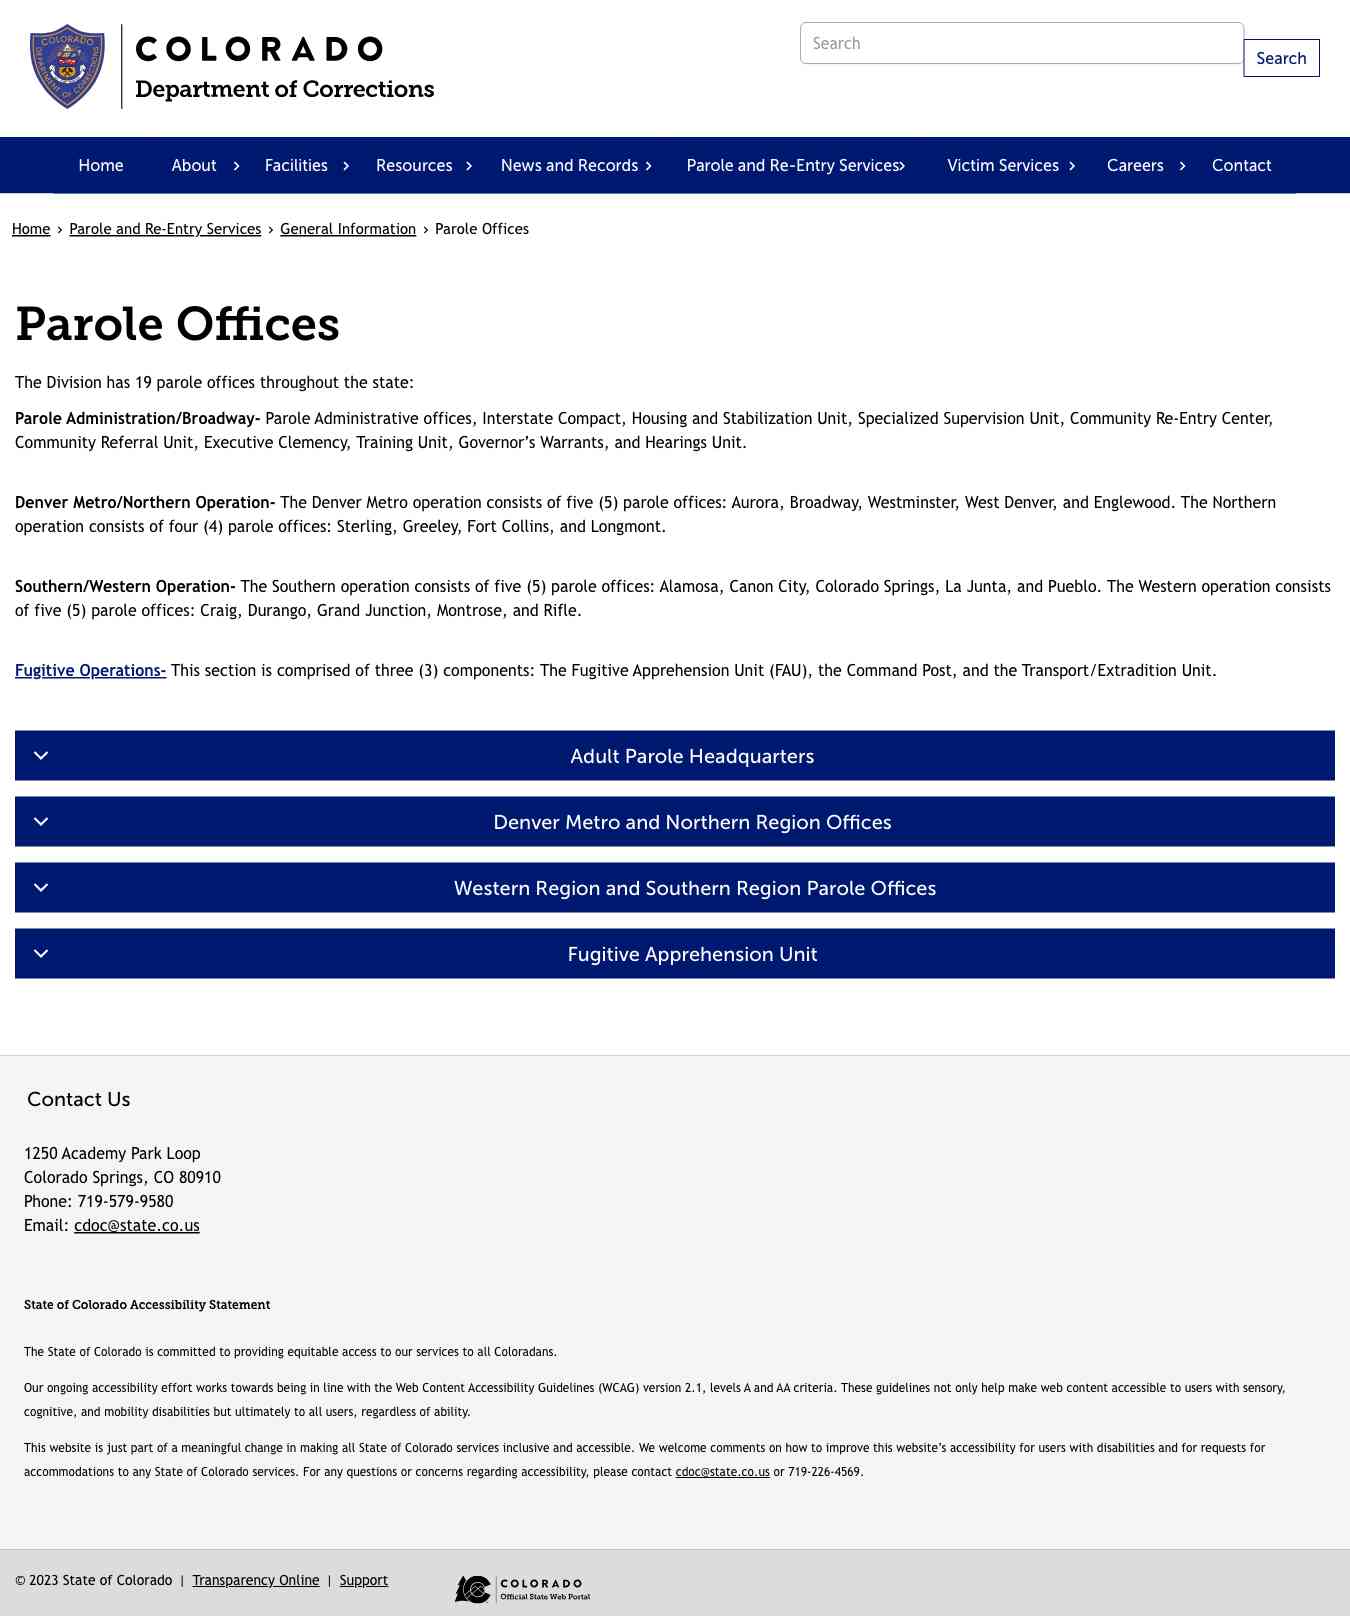 COLORADO
Department of Corrections
Search
Search
Home About Facilities Resources News and Records Parole and Re-Entry Services Victim Services Careers Contact
Home › Parole and Re-Entry Services › General Information › Parole Offices
Parole Offices
The Division has 19 parole offices throughout the state:
Parole Administration/Broadway- Parole Administrative offices, Interstate Compact, Housing and Stabilization Unit, Specialized Supervision Unit, Community Re-Entry Center,
Community Referral Unit, Executive Clemency, Training Unit, Governor's Warrants, and Hearings Unit.
Denver Metro/Northern Operation- The Denver Metro operation consists of five (5) parole offices: Aurora, Broadway, Westminster, West Denver, and Englewood. The Northern
operation consists of four (4) parole offices: Sterling, Greeley, Fort Collins, and Longmont.
Southern/Western Operation- The Southern operation consists of five (5) parole offices: Alamosa, Canon City, Colorado Springs, La Junta, and Pueblo. The Western operation consists
of five (5) parole offices: Craig, Durango, Grand Junction, Montrose, and Rifle.
Fugitive Operations- This section is comprised of three (3) components: The Fugitive Apprehension Unit (FAU), the Command Post, and the Transport/Extradition Unit.
Adult Parole Headquarters
Denver Metro and Northern Region Offices
Western Region and Southern Region Parole Offices
Fugitive Apprehension Unit
Contact Us
1250 Academy Park Loop
Colorado Springs, CO 80910
Phone: 719-579-9580
Email: cdoc@state.co.us
State of Colorado Accessibility Statement
The State of Colorado is committed to providing equitable access to our services to all Coloradans.
Our ongoing accessibility effort works towards being in line with the Web Content Accessibility Guidelines (WCAG) version 2.1, levels A and AA criteria. These guidelines not only help make web content accessible to users with sensory,
cognitive, and mobility disabilities but ultimately to all users, regardless of ability.
This website is just part of a meaningful change in making all State of Colorado services inclusive and accessible. We welcome comments on how to improve this website's accessibility for users with disabilities and for requests for
accommodations to any State of Colorado services. For any questions or concerns regarding accessibility, please contact cdoc@state.co.us or 719-226-4569.
© 2023 State of Colorado | Transparency Online | Support
COLORADO
Official State Web Portal